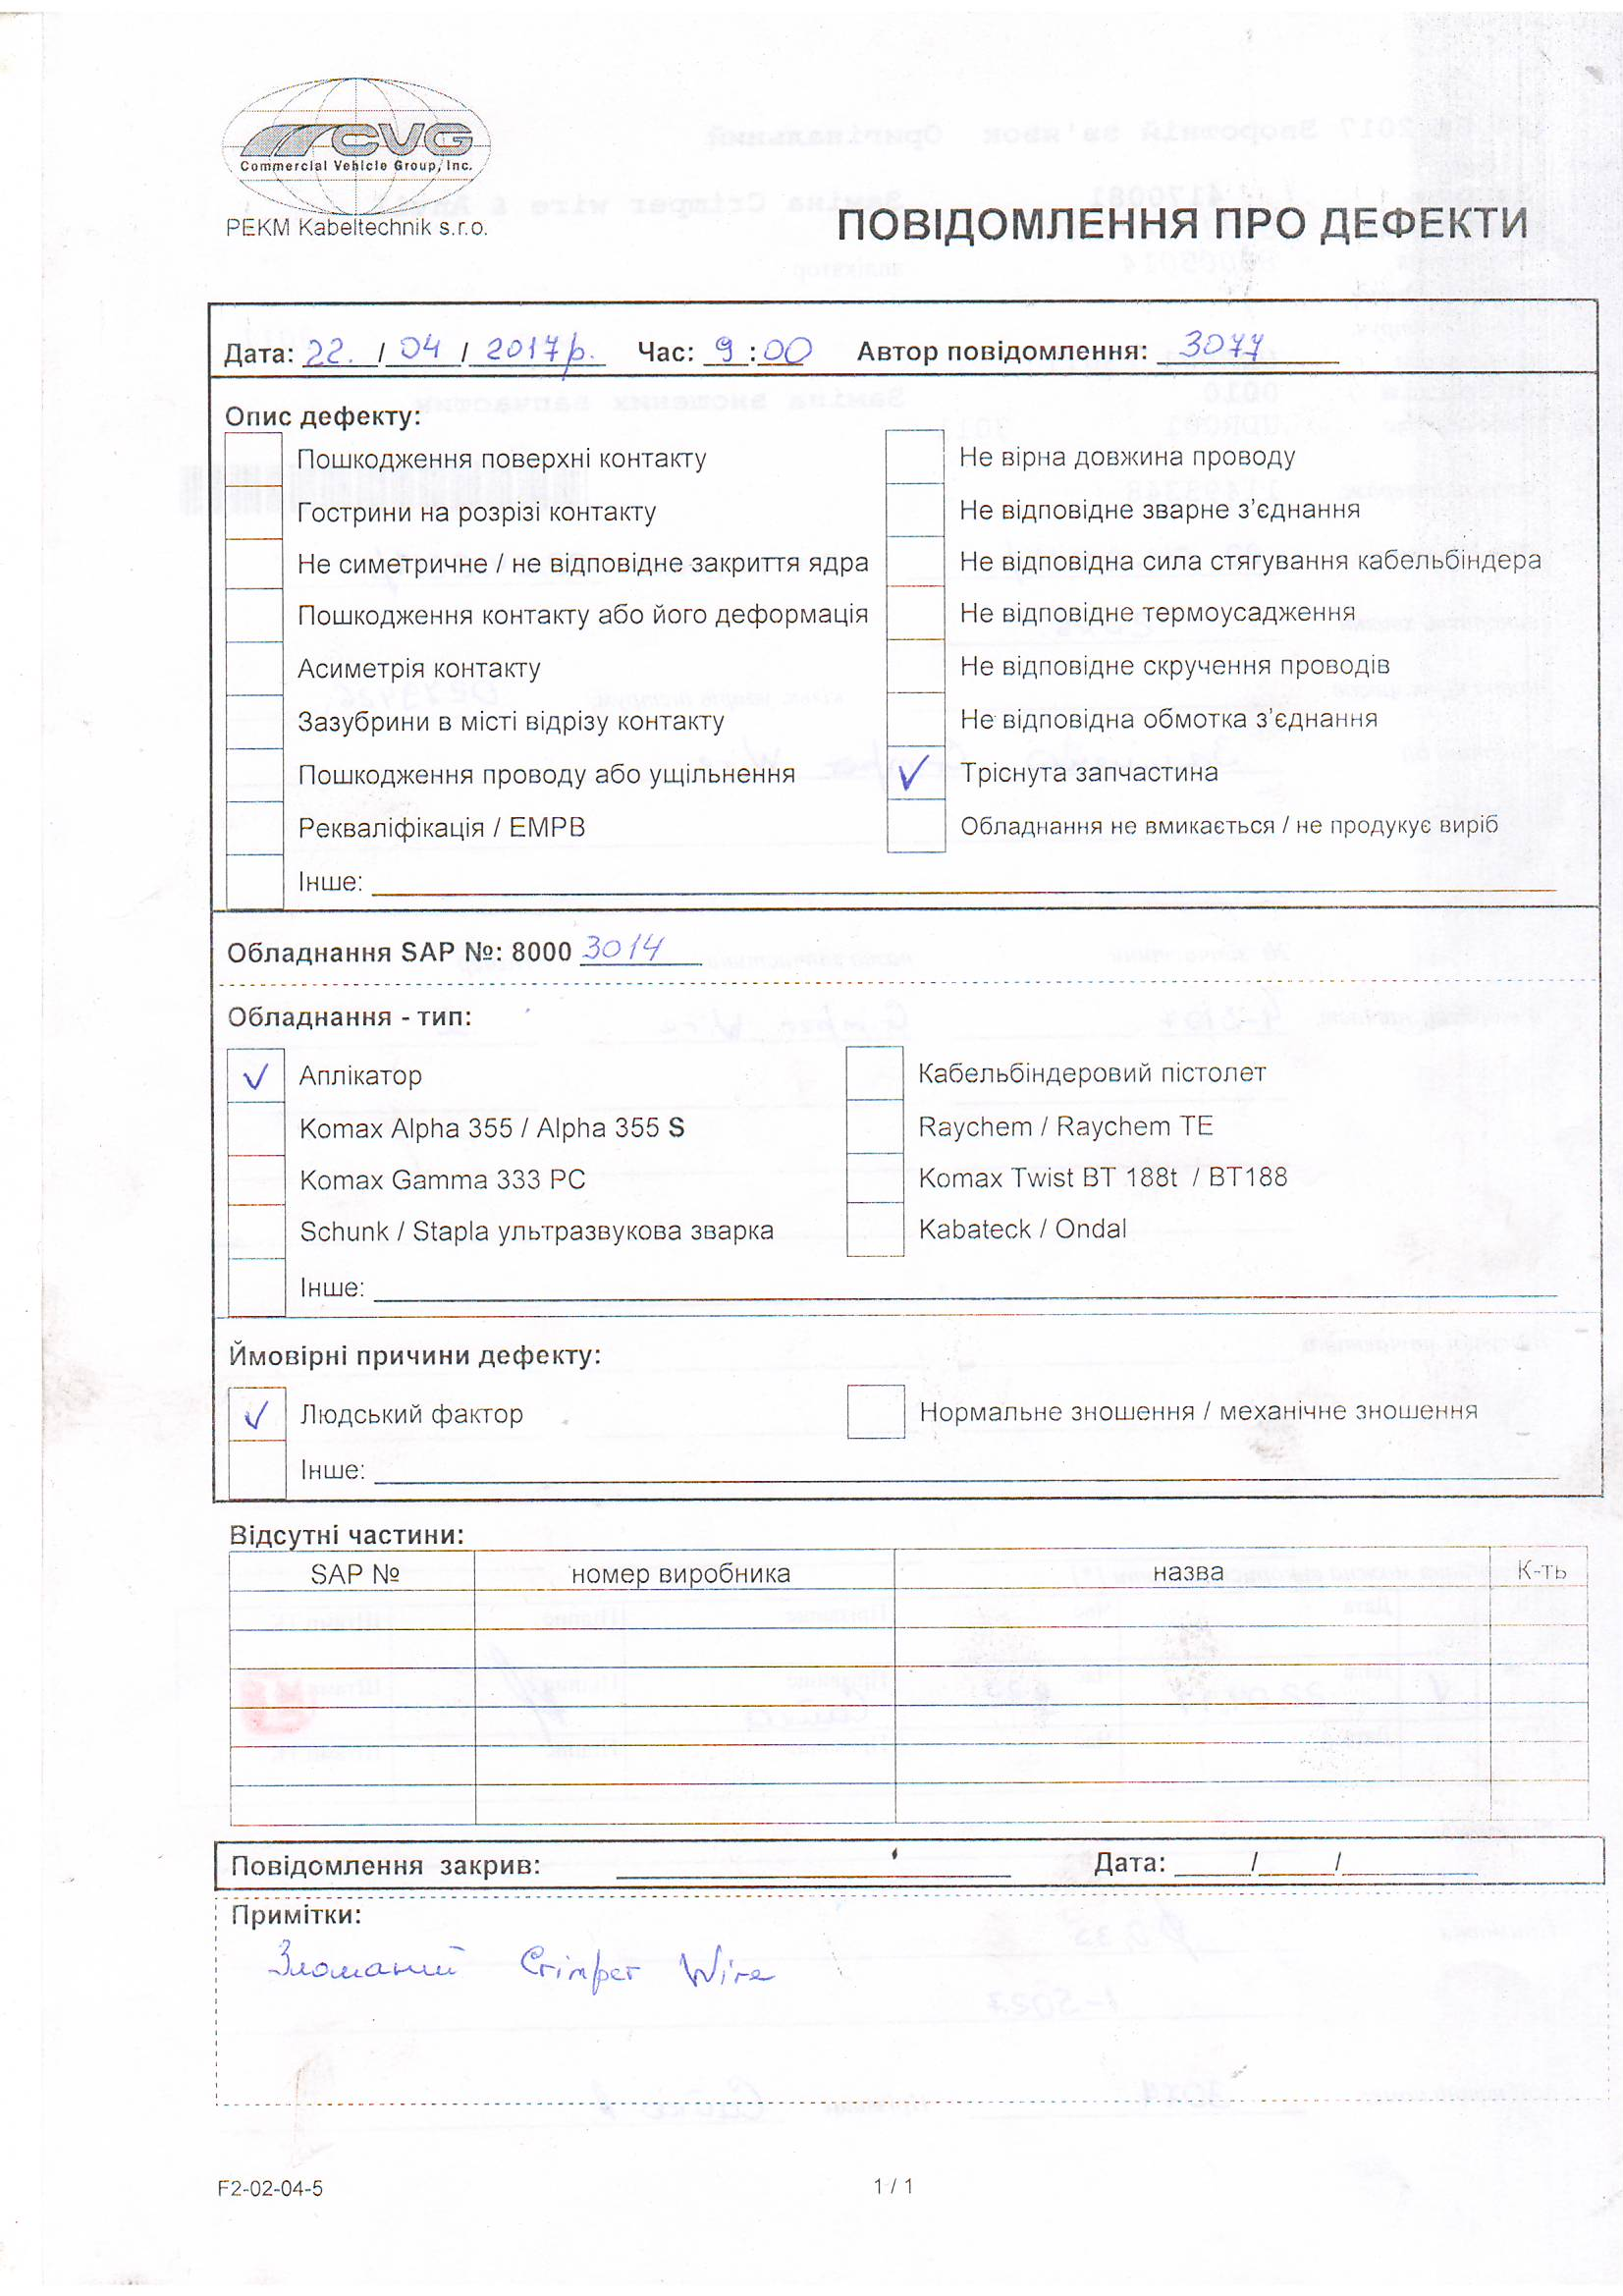 CVG
Commercial Vehicle Group, Inc.
PEKM Kabeltechnik s.r.o.
ПОВІДОМЛЕННЯ ПРО ДЕФЕКТИ
Дата: 22. / 04 / 2017р. Час: 9 : 00 Автор повідомлення: 3077
Опис дефекту:
Пошкодження поверхні контакту
Не вірна довжина проводу
Гострини на розрізі контакту
Не відповідне зварне з’єднання
Не симетричне / не відповідне закриття ядра
Не відповідна сила стягування кабельбіндера
Пошкодження контакту або його деформація
Не відповідне термоусадження
Асиметрія контакту
Не відповідне скручення проводів
Зазубрини в місті відрізу контакту
Не відповідна обмотка з’єднання
Пошкодження проводу або ущільнення
✓ Тріснута запчастина
Рекваліфікація / EMPB
Обладнання не вмикається / не продукує виріб
Інше:
Обладнання SAP №: 8000 3014
Обладнання - тип:
✓ Аплікатор
Кабельбіндеровий пістолет
Komax Alpha 355 / Alpha 355 S
Raychem / Raychem TE
Komax Gamma 333 PC
Komax Twist BT 188t / BT188
Schunk / Stapla ультразвукова зварка
Kabateck / Ondal
Інше:
Ймовірні причини дефекту:
✓ Людський фактор
Нормальне зношення / механічне зношення
Інше:
Відсутні частини:
SAP № номер виробника назва К-ть
Повідомлення закрив: Дата: / /
Примітки:
Зломаний Crimper Wire
F2-02-04-5 1 / 1